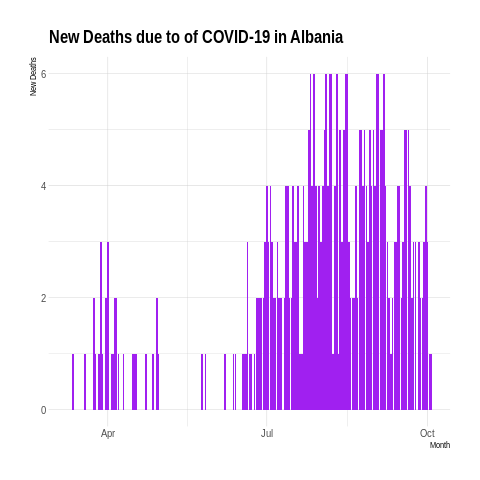 New Deaths due to of COVID-19 in Albania
New Deaths
6
4
2
0
Apr
Jul
Oct
Month